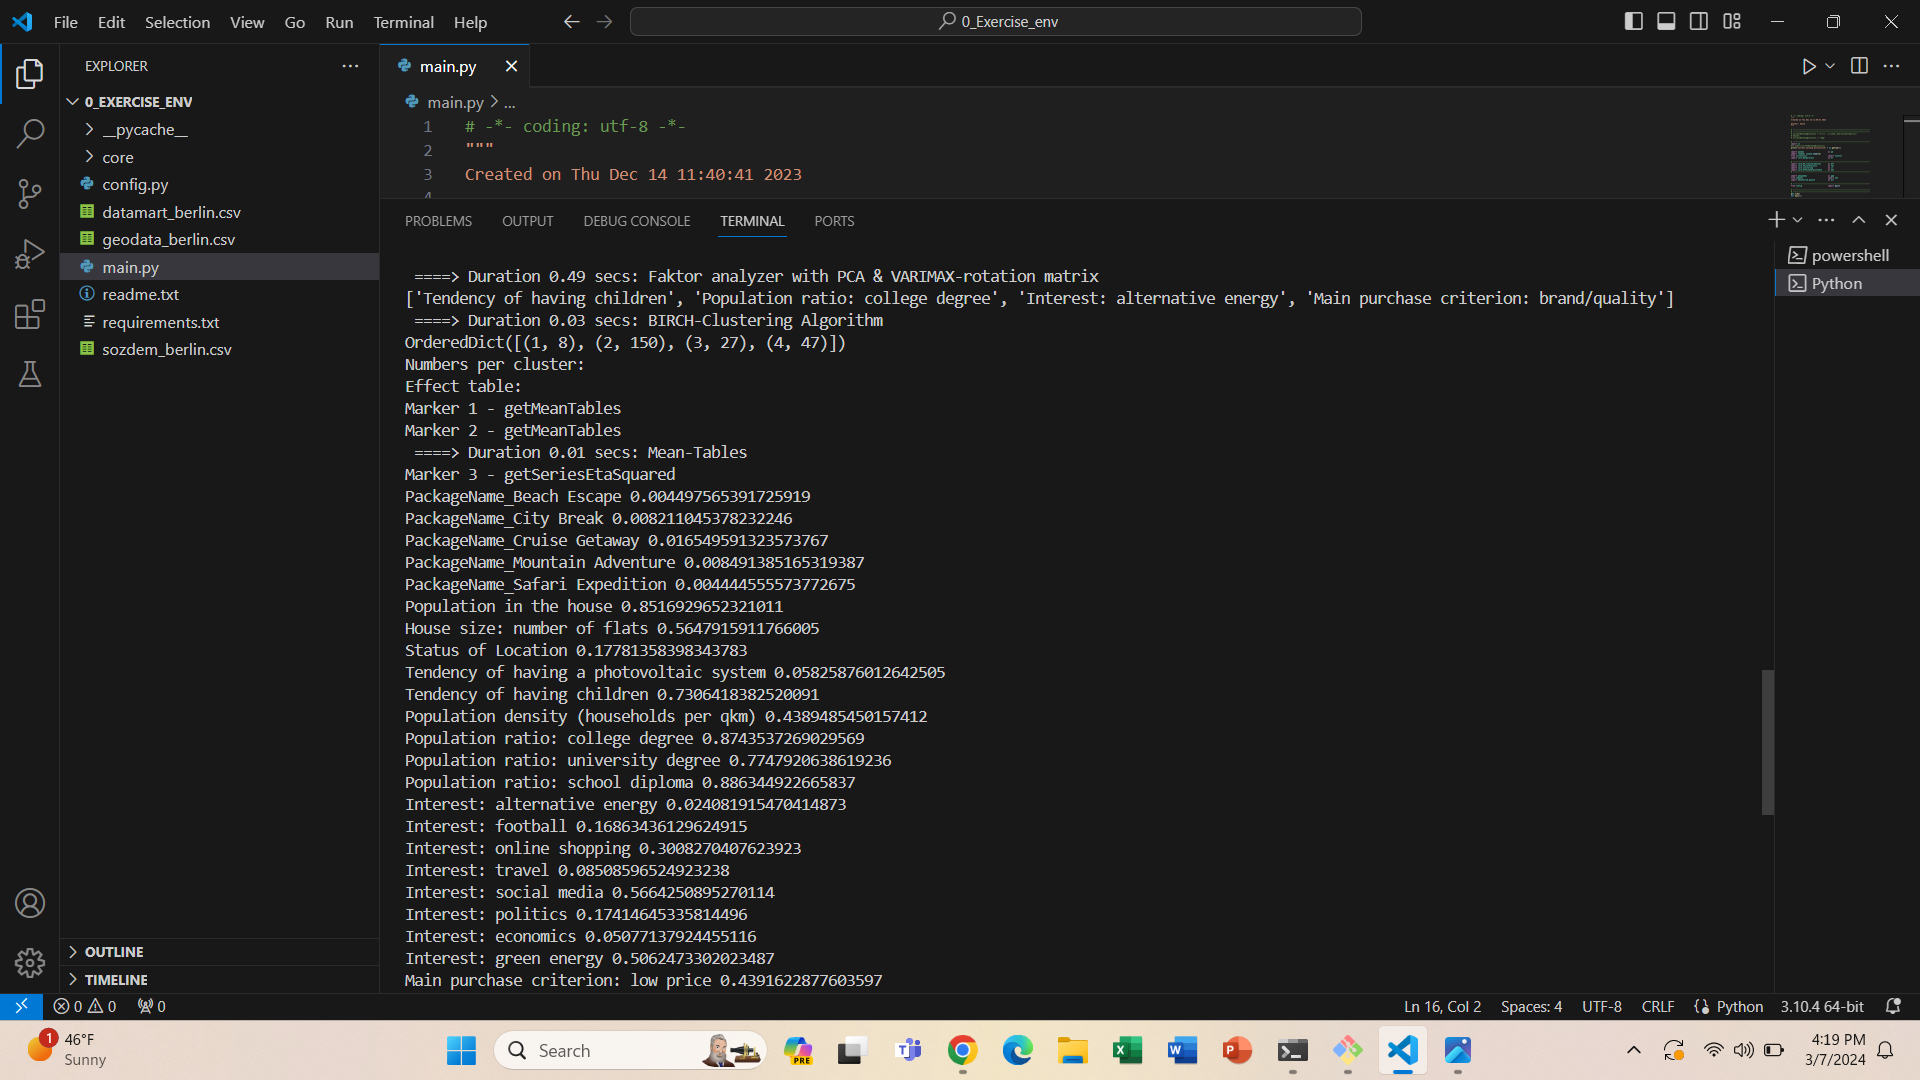 File Edit Selection View Go Run Terminal Help 0_Exercise_env
EXPLORER
0_EXERCISE_ENV
__pycache__
core
config.py
datamart_berlin.csv
geodata_berlin.csv
main.py
readme.txt
requirements.txt
sozdem_berlin.csv
OUTLINE
TIMELINE
main.py
main.py > ...
1 # -*- coding: utf-8 -*-
2 """
3 Created on Thu Dec 14 11:40:41 2023
4
PROBLEMS OUTPUT DEBUG CONSOLE TERMINAL PORTS
powershell
Python
====> Duration 0.49 secs: Faktor analyzer with PCA & VARIMAX-rotation matrix
['Tendency of having children', 'Population ratio: college degree', 'Interest: alternative energy', 'Main purchase criterion: brand/quality']
====> Duration 0.03 secs: BIRCH-Clustering Algorithm
OrderedDict([(1, 8), (2, 150), (3, 27), (4, 47)])
Numbers per cluster:
Effect table:
Marker 1 - getMeanTables
Marker 2 - getMeanTables
====> Duration 0.01 secs: Mean-Tables
Marker 3 - getSeriesEtaSquared
PackageName_Beach Escape 0.004497565391725919
PackageName_City Break 0.008211045378232246
PackageName_Cruise Getaway 0.016549591323573767
PackageName_Mountain Adventure 0.008491385165319387
PackageName_Safari Expedition 0.004444555573772675
Population in the house 0.8516929652321011
House size: number of flats 0.5647915911766005
Status of Location 0.17781358398343783
Tendency of having a photovoltaic system 0.05825876012642505
Tendency of having children 0.7306418382520091
Population density (households per qkm) 0.4389485450157412
Population ratio: college degree 0.8743537269029569
Population ratio: university degree 0.7747920638619236
Population ratio: school diploma 0.886344922665837
Interest: alternative energy 0.024081915470414873
Interest: football 0.16863436129624915
Interest: online shopping 0.3008270407623923
Interest: travel 0.08508596524923238
Interest: social media 0.5664250895270114
Interest: politics 0.17414645335814496
Interest: economics 0.05077137924455116
Interest: green energy 0.5062473302023487
Main purchase criterion: low price 0.4391622877603597
0 0 0 Ln 16, Col 2 Spaces: 4 UTF-8 CRLF Python 3.10.4 64-bit
1 46°F
Sunny
Search
PRE
4:19 PM
3/7/2024